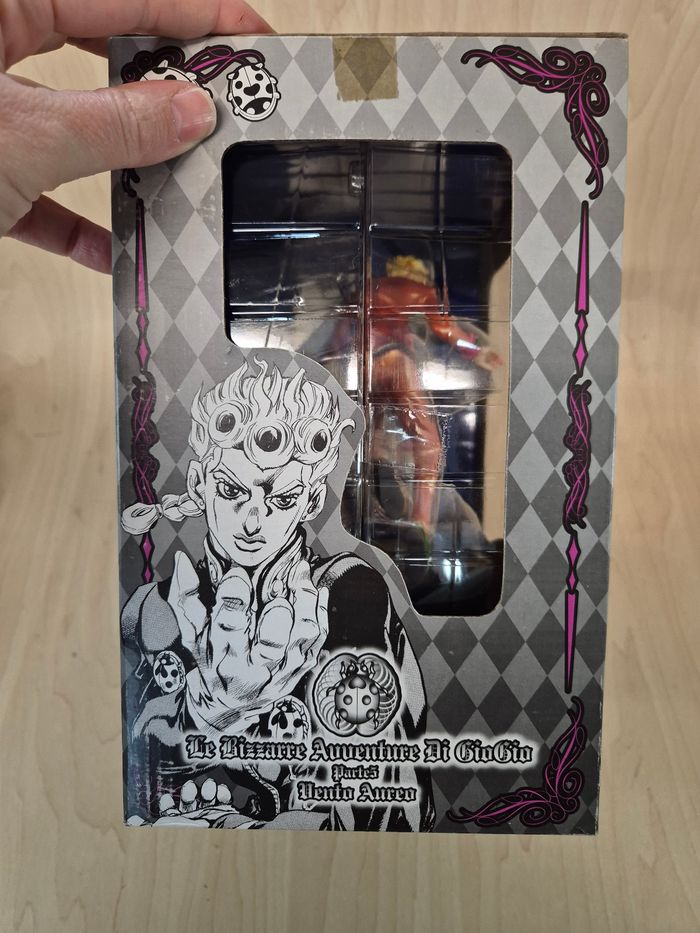 Le Bizzarre Avventure Di GioGio
Parte5
Vento Aureo